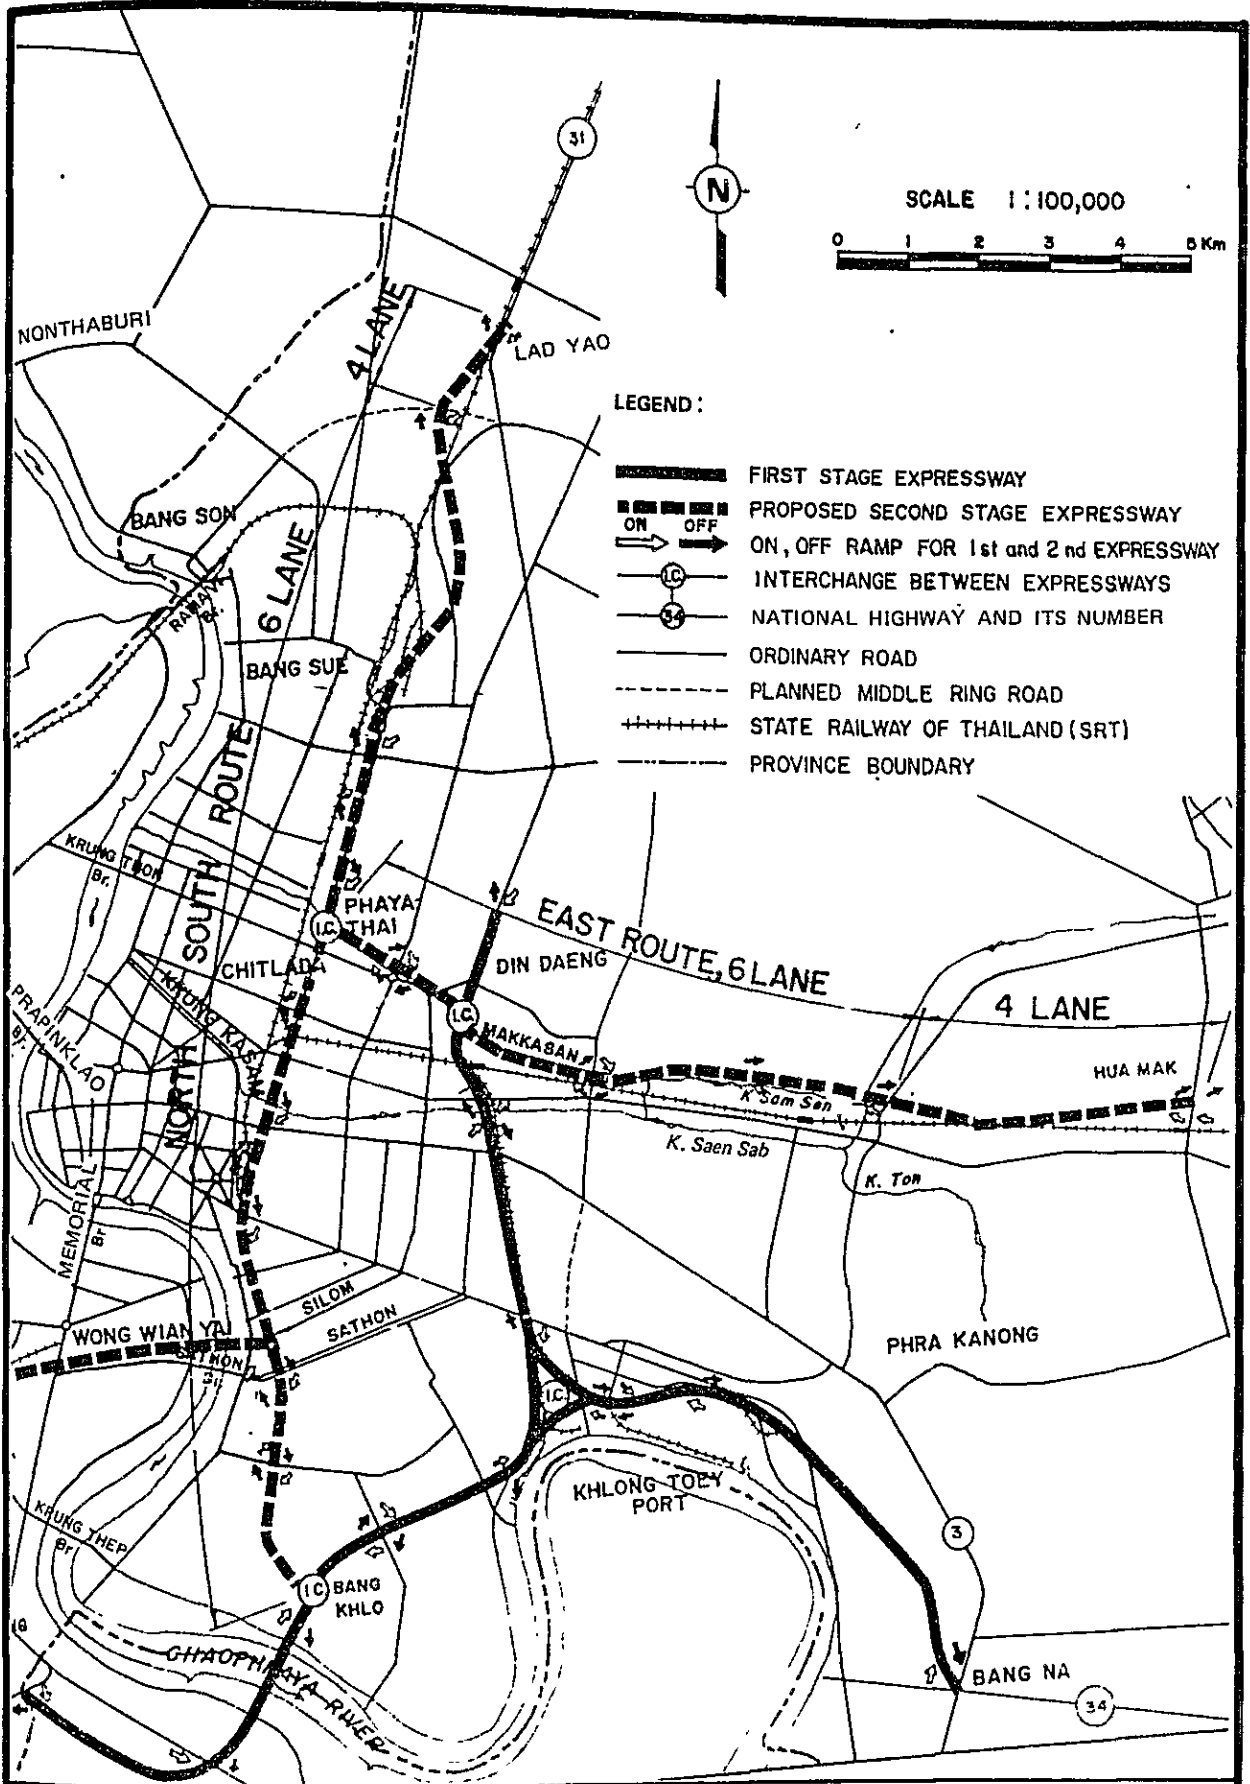 31
N
SCALE 1:100,000
0 1 2 3 4 5 Km
NONTHABURI
4 LANE
LAD YAO
LEGEND:
FIRST STAGE EXPRESSWAY
PROPOSED SECOND STAGE EXPRESSWAY
ON OFF
ON, OFF RAMP FOR 1st and 2nd EXPRESSWAY
I.C.
INTERCHANGE BETWEEN EXPRESSWAYS
34
NATIONAL HIGHWAY AND ITS NUMBER
ORDINARY ROAD
PLANNED MIDDLE RING ROAD
STATE RAILWAY OF THAILAND (SRT)
PROVINCE BOUNDARY
BANG SON
6 LANE
Br.
BANG SUE
NORTH SOUTH ROUTE
KRUNG THON
Br.
PHAYA
THAI
I.C.
EAST ROUTE, 6 LANE
4 LANE
CHITLADA
DIN DAENG
KRUNG KASAM
PRAPINKLAO
Br.
I.C.
MAKKASAN
HUA MAK
K Sam Sen
K. Saen Sab
K. Ton
MEMORIAL
Br
SILOM
SATHON
WONG WIAN YAI
THON
PHRA KANONG
I.C.
KHLONG TOEY
PORT
KRUNG THEP
Br
3
I.C.
BANG
KHLO
CHAOPHRAYA RIVER
BANG NA
34